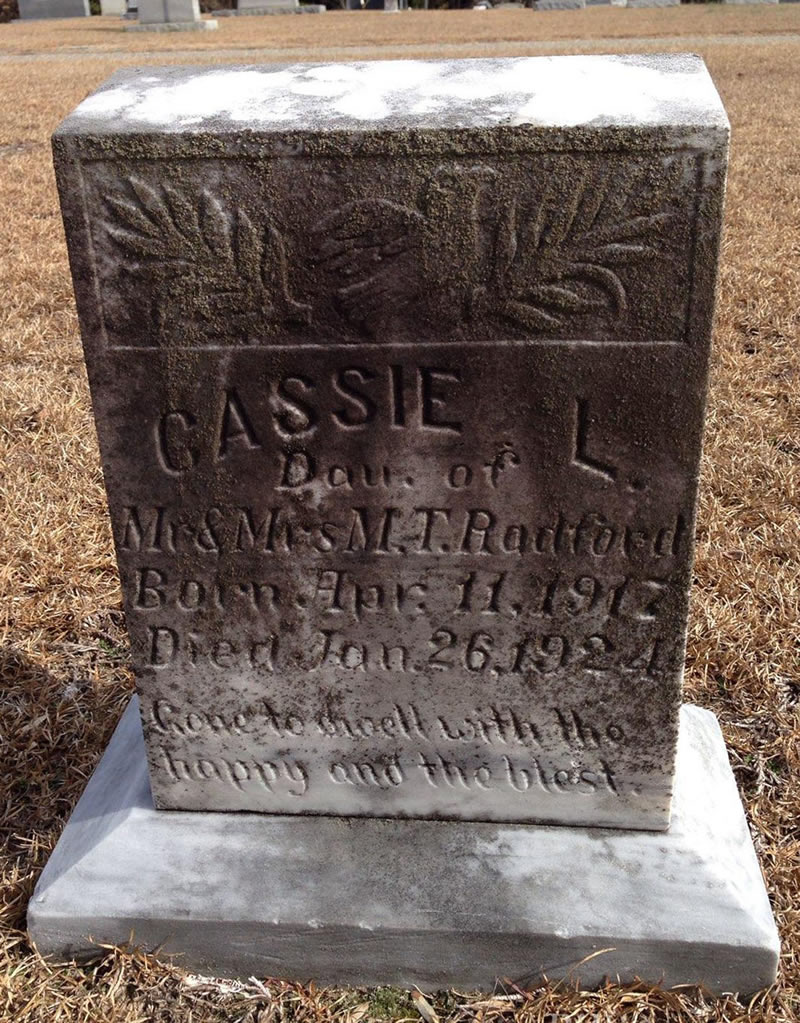 CASSIE L.
Dau. of
Mr & Mrs M.T. Radford
Born Apr. 11, 1917
Died Jan. 26, 1924
Gone to dwell with the
happy and the blest.